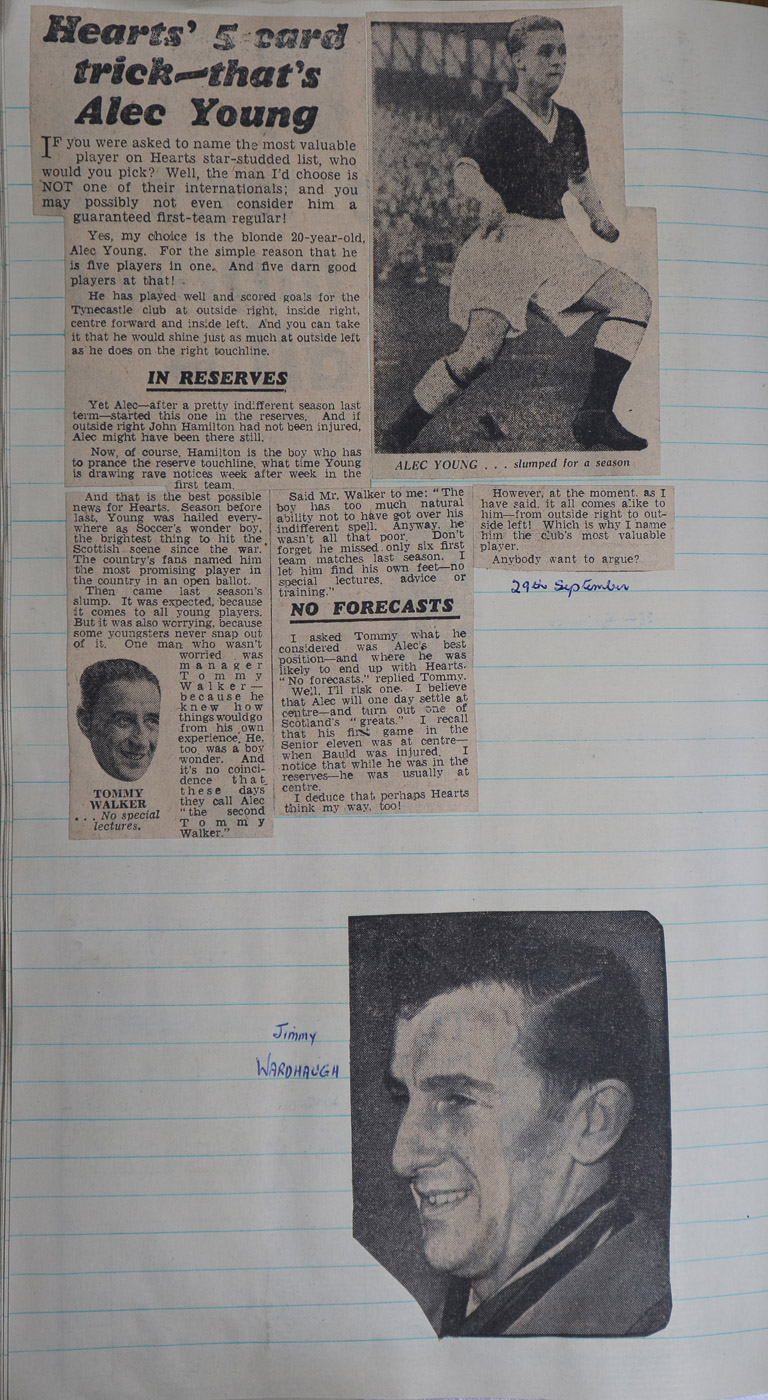 Hearts' 5 card
trick—that's
Alec Young
IF you were asked to name the most valuable
player on Hearts star-studded list, who
would you pick? Well, the man I'd choose is
NOT one of their internationals; and you
may possibly not even consider him a
guaranteed first-team regular!
Yes, my choice is the blonde 20-year-old,
Alec Young. For the simple reason that he
is five players in one. And five darn good
players at that!
He has played well and scored goals for the
Tynecastle club at outside right, inside right,
centre forward and inside left. And you can take
it that he would shine just as much at outside left
as he does on the right touchline.
IN RESERVES
Yet Alec—after a pretty indifferent season last
term—started this one in the reserves. And if
outside right John Hamilton had not been injured,
Alec might have been there still.
Now, of course, Hamilton is the boy who has
to prance the reserve touchline, what time Young
is drawing rave notices week after week in the
first team.
ALEC YOUNG . . . slumped for a season
And that is the best possible
news for Hearts. Season before
last, Young was hailed every-
where as Soccer's wonder boy,
the brightest thing to hit the
Scottish scene since the war.
The country's fans named him
the most promising player in
the country in an open ballot.
Then came last season's
slump. It was expected, because
it comes to all young players.
But it was also worrying, because
some youngsters never snap out
of it. One man who wasn't
worried was
manager
Tommy
Walker—
because he
knew how
things would go
from his own
experience. He,
too was a boy
wonder. And
it's no coinci-
dence that
these days
they call Alec
"the second
Tommy
Walker."
TOMMY
WALKER
. . . No special
lectures.
Said Mr. Walker to me: "The
boy has too much natural
ability not to have got over his
indifferent spell. Anyway, he
wasn't all that poor. Don't
forget he missed only six first
team matches last season. I
let him find his own feet—no
special lectures, advice or
training."
NO FORECASTS
I asked Tommy what he
considered was Alec's best
position—and where he was
likely to end up with Hearts.
"No forecasts," replied Tommy.
Well, I'll risk one. I believe
that Alec will one day settle at
centre—and turn out one of
Scotland's "greats." I recall
that his first game in the
Senior eleven was at centre—
when Bauld was injured. I
notice that while he was in the
reserves—he was usually at
centre.
I deduce that perhaps Hearts
think my way, too!
However, at the moment, as I
have said, it all comes alike to
him—from outside right to out-
side left! Which is why I name
him the club's most valuable
player.
Anybody want to argue?
29th September
Jimmy
WARDHAUGH